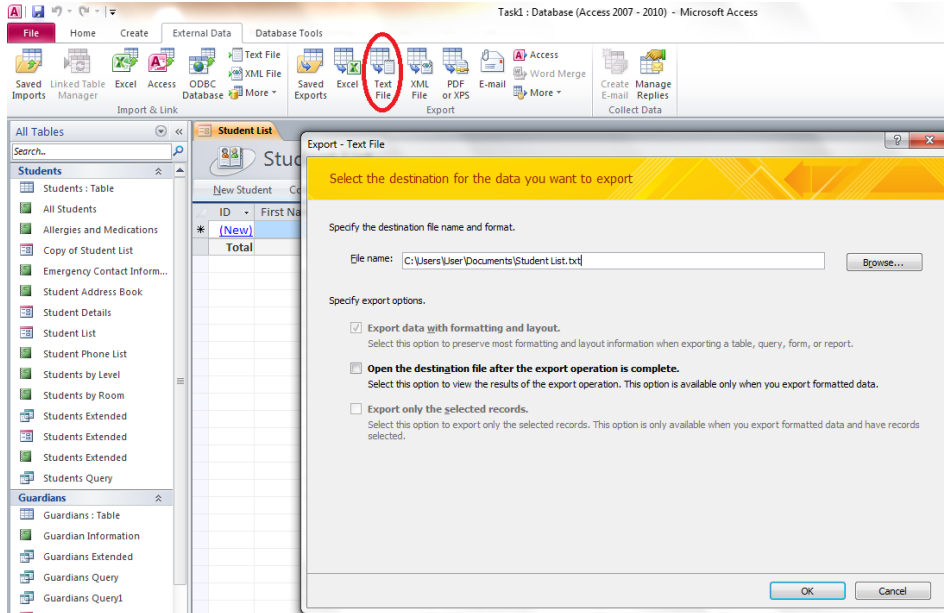 Task1 : Database (Access 2007 - 2010) - Microsoft Access
File Home Create External Data Database Tools
Saved Imports
Linked Table Manager
Excel
Access
ODBC Database
Text File
XML File
More
Import & Link
Saved Exports
Excel
Text File
XML File
PDF or XPS
E-mail
Access
Word Merge
More
Export
Create E-mail
Manage Replies
Collect Data
All Tables
Search...
Students
Students : Table
All Students
Allergies and Medications
Copy of Student List
Emergency Contact Inform...
Student Address Book
Student Details
Student List
Student Phone List
Students by Level
Students by Room
Students Extended
Students Extended
Students Extended
Students Query
Guardians
Guardians : Table
Guardian Information
Guardians Extended
Guardians Query
Guardians Query1
Student List
Stud
New Student Co
ID First Na
(New)
Total
Export - Text File
Select the destination for the data you want to export
Specify the destination file name and format.
File name: C:\Users\User\Documents\Student List.txt
Browse...
Specify export options.
Export data with formatting and layout.
Select this option to preserve most formatting and layout information when exporting a table, query, form, or report.
Open the destination file after the export operation is complete.
Select this option to view the results of the export operation. This option is available only when you export formatted data.
Export only the selected records.
Select this option to export only the selected records. This option is only available when you export formatted data and have records
selected.
OK Cancel